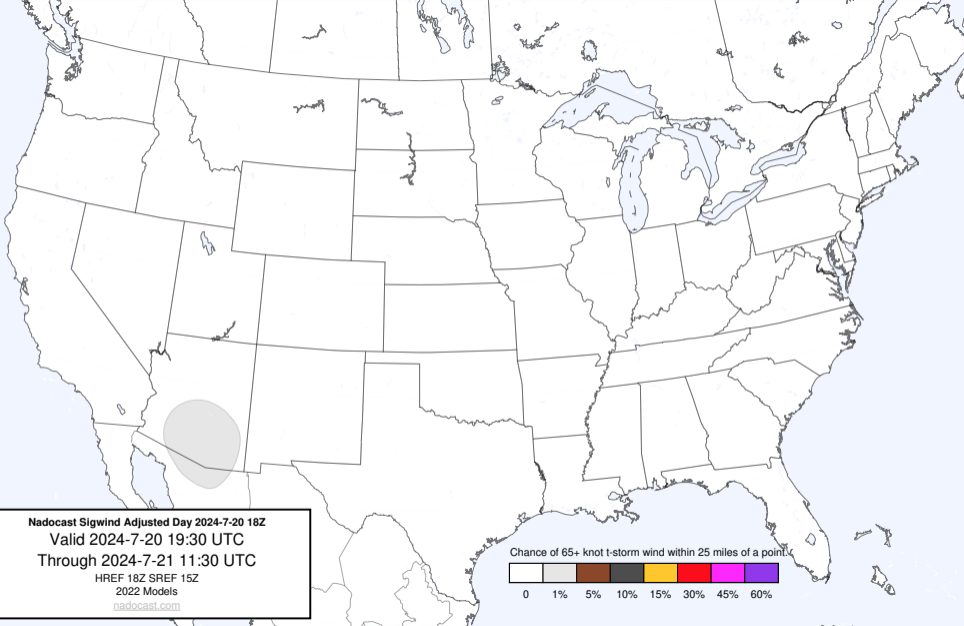 Nadocast Sigwind Adjusted Day 2024-7-20 18Z
Valid 2024-7-20 19:30 UTC
Through 2024-7-21 11:30 UTC
HREF 18Z SREF 15Z
2022 Models
nadocast.com
Chance of 65+ knot t-storm wind within 25 miles of a point.
0 1% 5% 10% 15% 30% 45% 60%